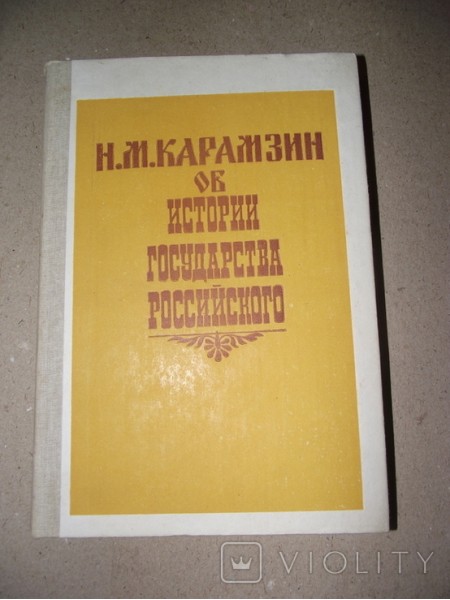 Н.М.КАРАМЗИН
ОБ
ИСТОРИИ
ГОСУДАРСТВА
РОССИЙСКОГО
VIOLITY